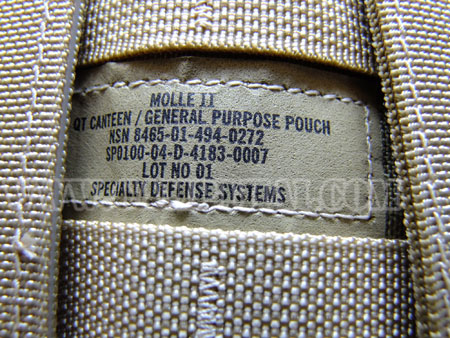 MOLLE II
QT CANTEEN / GENERAL PURPOSE POUCH
NSN 8465-01-494-0272
SP0100-04-D-4183-0007
LOT NO 01
SPECIALTY DEFENSE SYSTEMS